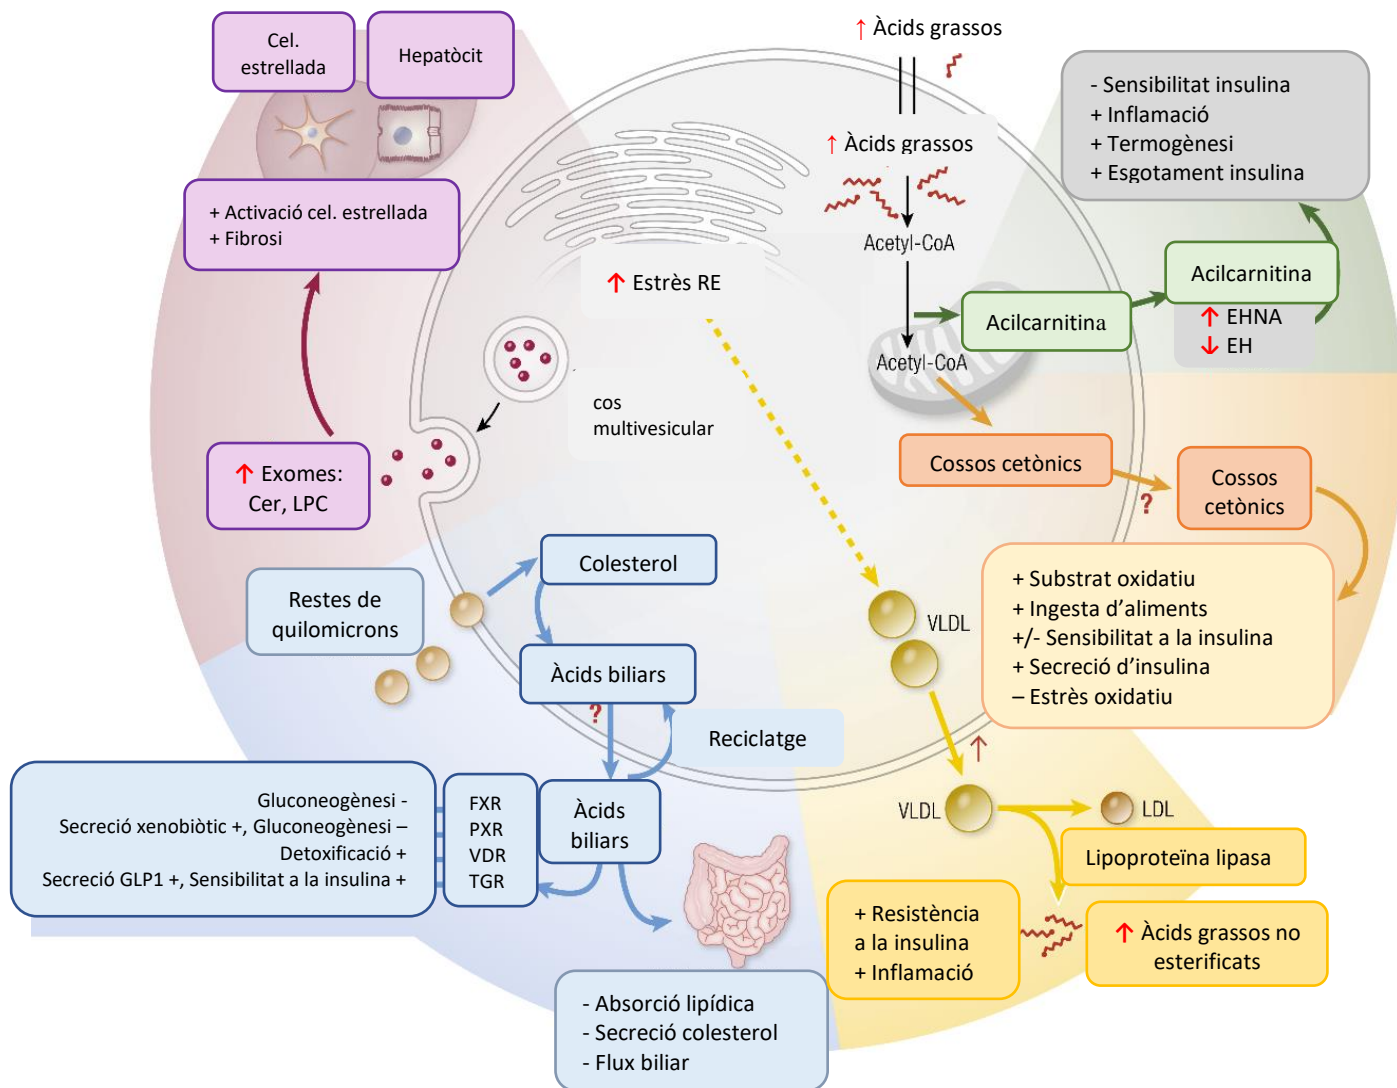 Cel.
estrellada
Hepatòcit
+ Activació cel. estrellada
+ Fibrosi
↑ Exomes:
Cer, LPC
↑ Àcids grassos
↑ Àcids grassos
Acetyl-CoA
Acetyl-CoA
↑ Estrès RE
cos
multivesicular
Acilcarnitina
Acilcarnitina
↑ EHNA
↓ EH
- Sensibilitat insulina
+ Inflamació
+ Termogènesi
+ Esgotament insulina
Cossos cetònics
?
Cossos
cetònics
+ Substrat oxidatiu
+ Ingesta d’aliments
+/- Sensibilitat a la insulina
+ Secreció d’insulina
– Estrès oxidatiu
Restes de
quilomicrons
Colesterol
Àcids biliars
?
Reciclatge
Àcids
biliars
FXR
PXR
VDR
TGR
Gluconeogènesi -
Secreció xenobiòtic +, Gluconeogènesi –
Detoxificació +
Secreció GLP1 +, Sensibilitat a la insulina +
- Absorció lipídica
- Secreció colesterol
- Flux biliar
VLDL
↑
VLDL
LDL
Lipoproteïna lipasa
+ Resistència
a la insulina
+ Inflamació
↑ Àcids grassos no
esterificats